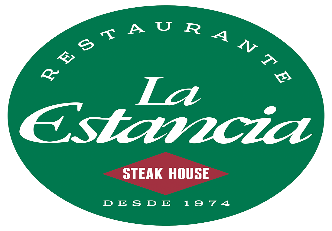 RESTAURANTE
La
Estancia
STEAK HOUSE
DESDE 1974